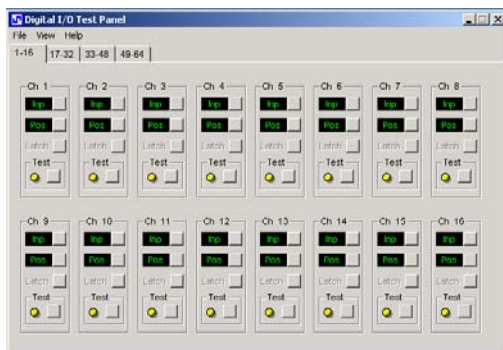 Digital I/O Test Panel
File View Help
1-16 17-32 33-48 49-64
Ch 1 Ch 2 Ch 3 Ch 4 Ch 5 Ch 6 Ch 7 Ch 8
Inp Inp Inp Inp Inp Inp Inp Inp
Pos Pos Pos Pos Pos Pos Pos Pos
Latch Latch Latch Latch Latch Latch Latch Latch
Test Test Test Test Test Test Test Test
Ch 9 Ch 10 Ch 11 Ch 12 Ch 13 Ch 14 Ch 15 Ch 16
Inp Inp Inp Inp Inp Inp Inp Inp
Pos Pos Pos Pos Pos Pos Pos Pos
Latch Latch Latch Latch Latch Latch Latch Latch
Test Test Test Test Test Test Test Test